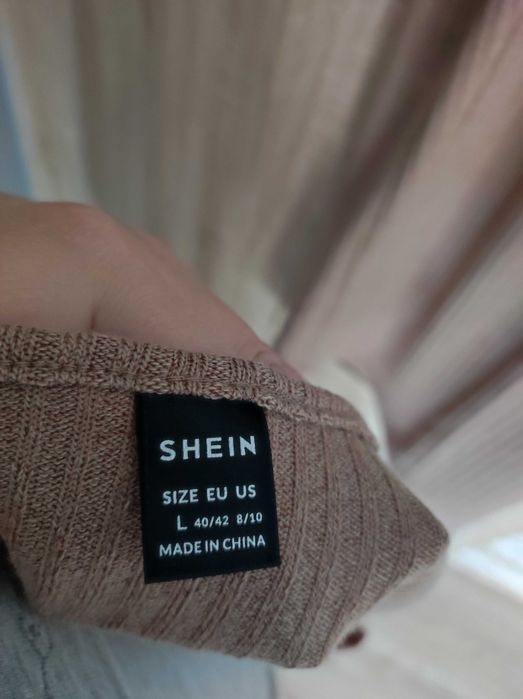 SHEIN
SIZE EU US
L 40/42 8/10
MADE IN CHINA